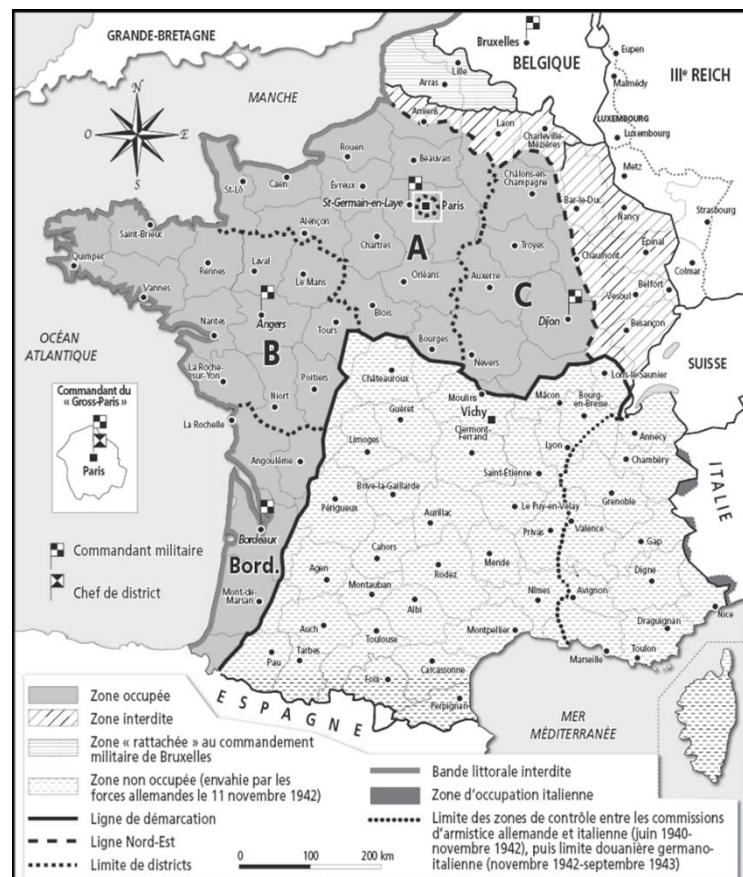 GRANDE-BRETAGNE
Bruxelles
BELGIQUE
IIIe REICH
Eupen
Malmédy
Lille
Arras
MANCHE
LUXEMBOURG
Luxembourg
N
O
E
S
Amiens
Laon
Charleville-
Mézières
Rouen
Beauvais
Metz
St-Lô
Caen
Évreux
Châlons-en-
Champagne
St-Germain-en-Laye
Paris
Bar-le-Duc
Nancy
Strasbourg
Saint-Brieuc
Alençon
A
Chartres
Troyes
Chaumont
Épinal
Colmar
Quimper
Rennes
Laval
Le Mans
Orléans
Auxerre
C
Vannes
Angers
Blois
Vesoul
Belfort
Dijon
Besançon
OCÉAN
ATLANTIQUE
Nantes
B
Tours
Bourges
Nevers
SUISSE
La Roche-
sur-Yon
Poitiers
Châteauroux
Lons-le-Saunier
Commandant du
« Gross-Paris »
Paris
Niort
Moulins
Vichy
Mâcon
Bourg-
en-Bresse
La Rochelle
Guéret
Clermont-
Ferrand
Annecy
Angoulême
Limoges
Lyon
Chambéry
ITALIE
Saint-Étienne
Brive-la-Gaillarde
Périgueux
Le Puy-en-Velay
Grenoble
Bordeaux
Aurillac
Privas
Valence
Commandant militaire
Bord.
Cahors
Mende
Gap
Chef de district
Agen
Rodez
Digne
Mont-de-
Marsan
Montauban
Albi
Nîmes
Avignon
Nice
Auch
Toulouse
Montpellier
Draguignan
Pau
Tarbes
Carcassonne
Marseille
Toulon
Foix
Perpignan
ESPAGNE
MER
MÉDITERRANÉE
Zone occupée
Zone interdite
Zone « rattachée » au commandement
militaire de Bruxelles
Zone non occupée (envahie par les
forces allemandes le 11 novembre 1942)
Ligne de démarcation
Ligne Nord-Est
Limite de districts
0 100 200 km
Bande littorale interdite
Zone d'occupation italienne
Limite des zones de contrôle entre les commissions
d'armistice allemande et italienne (juin 1940-
novembre 1942), puis limite douanière germano-
italienne (novembre 1942-septembre 1943)